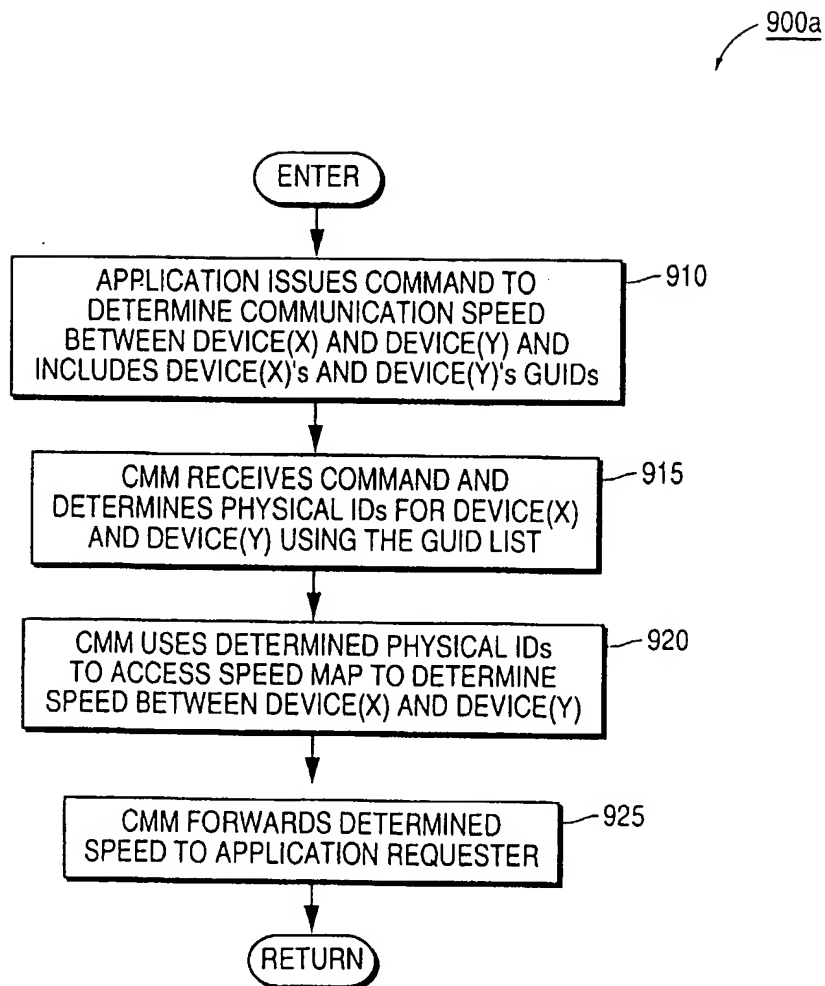 900a
ENTER
APPLICATION ISSUES COMMAND TO
DETERMINE COMMUNICATION SPEED
BETWEEN DEVICE(X) AND DEVICE(Y) AND
INCLUDES DEVICE(X)'s AND DEVICE(Y)'s GUIDs
910
CMM RECEIVES COMMAND AND
DETERMINES PHYSICAL IDs FOR DEVICE(X)
AND DEVICE(Y) USING THE GUID LIST
915
CMM USES DETERMINED PHYSICAL IDs
TO ACCESS SPEED MAP TO DETERMINE
SPEED BETWEEN DEVICE(X) AND DEVICE(Y)
920
CMM FORWARDS DETERMINED
SPEED TO APPLICATION REQUESTER
925
RETURN